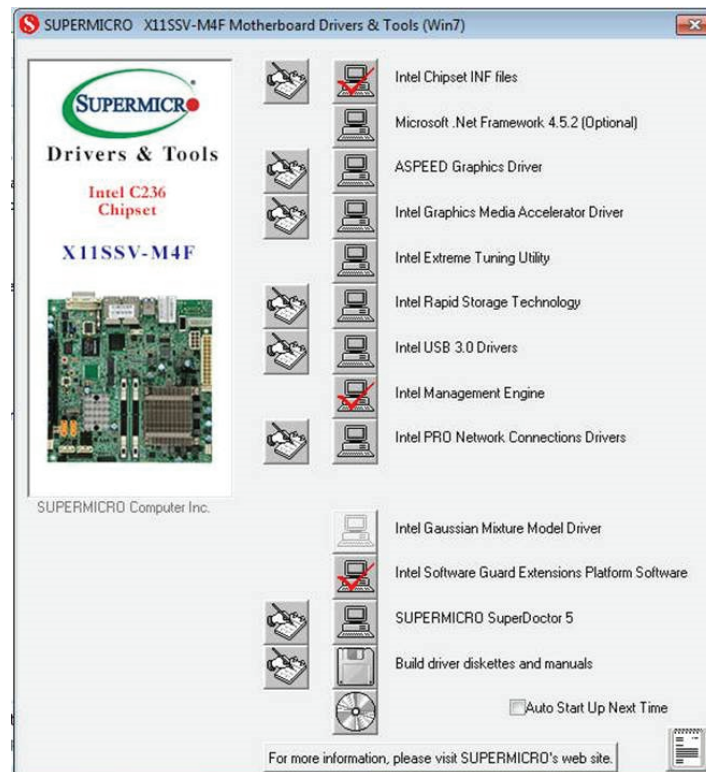 SUPERMICRO X11SSV-M4F Motherboard Drivers & Tools (Win7)
SUPERMICRO
Drivers & Tools
Intel C236
Chipset
X11SSV-M4F
SUPERMICRO Computer Inc.
Intel Chipset INF files
Microsoft .Net Framework 4.5.2 (Optional)
ASPEED Graphics Driver
Intel Graphics Media Accelerator Driver
Intel Extreme Tuning Utility
Intel Rapid Storage Technology
Intel USB 3.0 Drivers
Intel Management Engine
Intel PRO Network Connections Drivers
Intel Gaussian Mixture Model Driver
Intel Software Guard Extensions Platform Software
SUPERMICRO SuperDoctor 5
Build driver diskettes and manuals
Auto Start Up Next Time
For more information, please visit SUPERMICRO's web site.